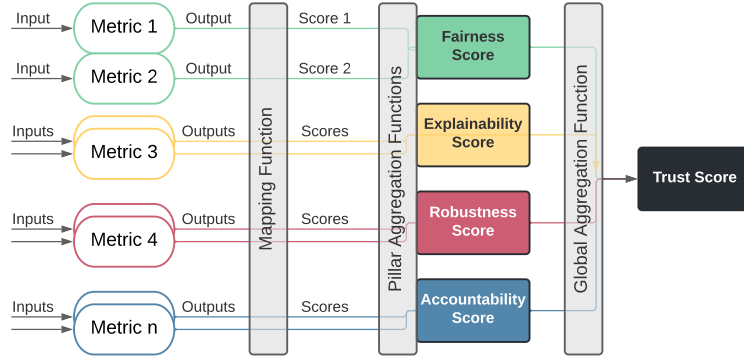 Input
Metric 1
Output
Score 1
Input
Metric 2
Output
Score 2
Inputs
Metric 3
Outputs
Scores
Inputs
Metric 4
Outputs
Scores
Inputs
Metric n
Outputs
Scores
Mapping Function
Pillar Aggregation Functions
Fairness
Score
Explainability
Score
Robustness
Score
Accountability
Score
Global Aggregation Function
Trust Score